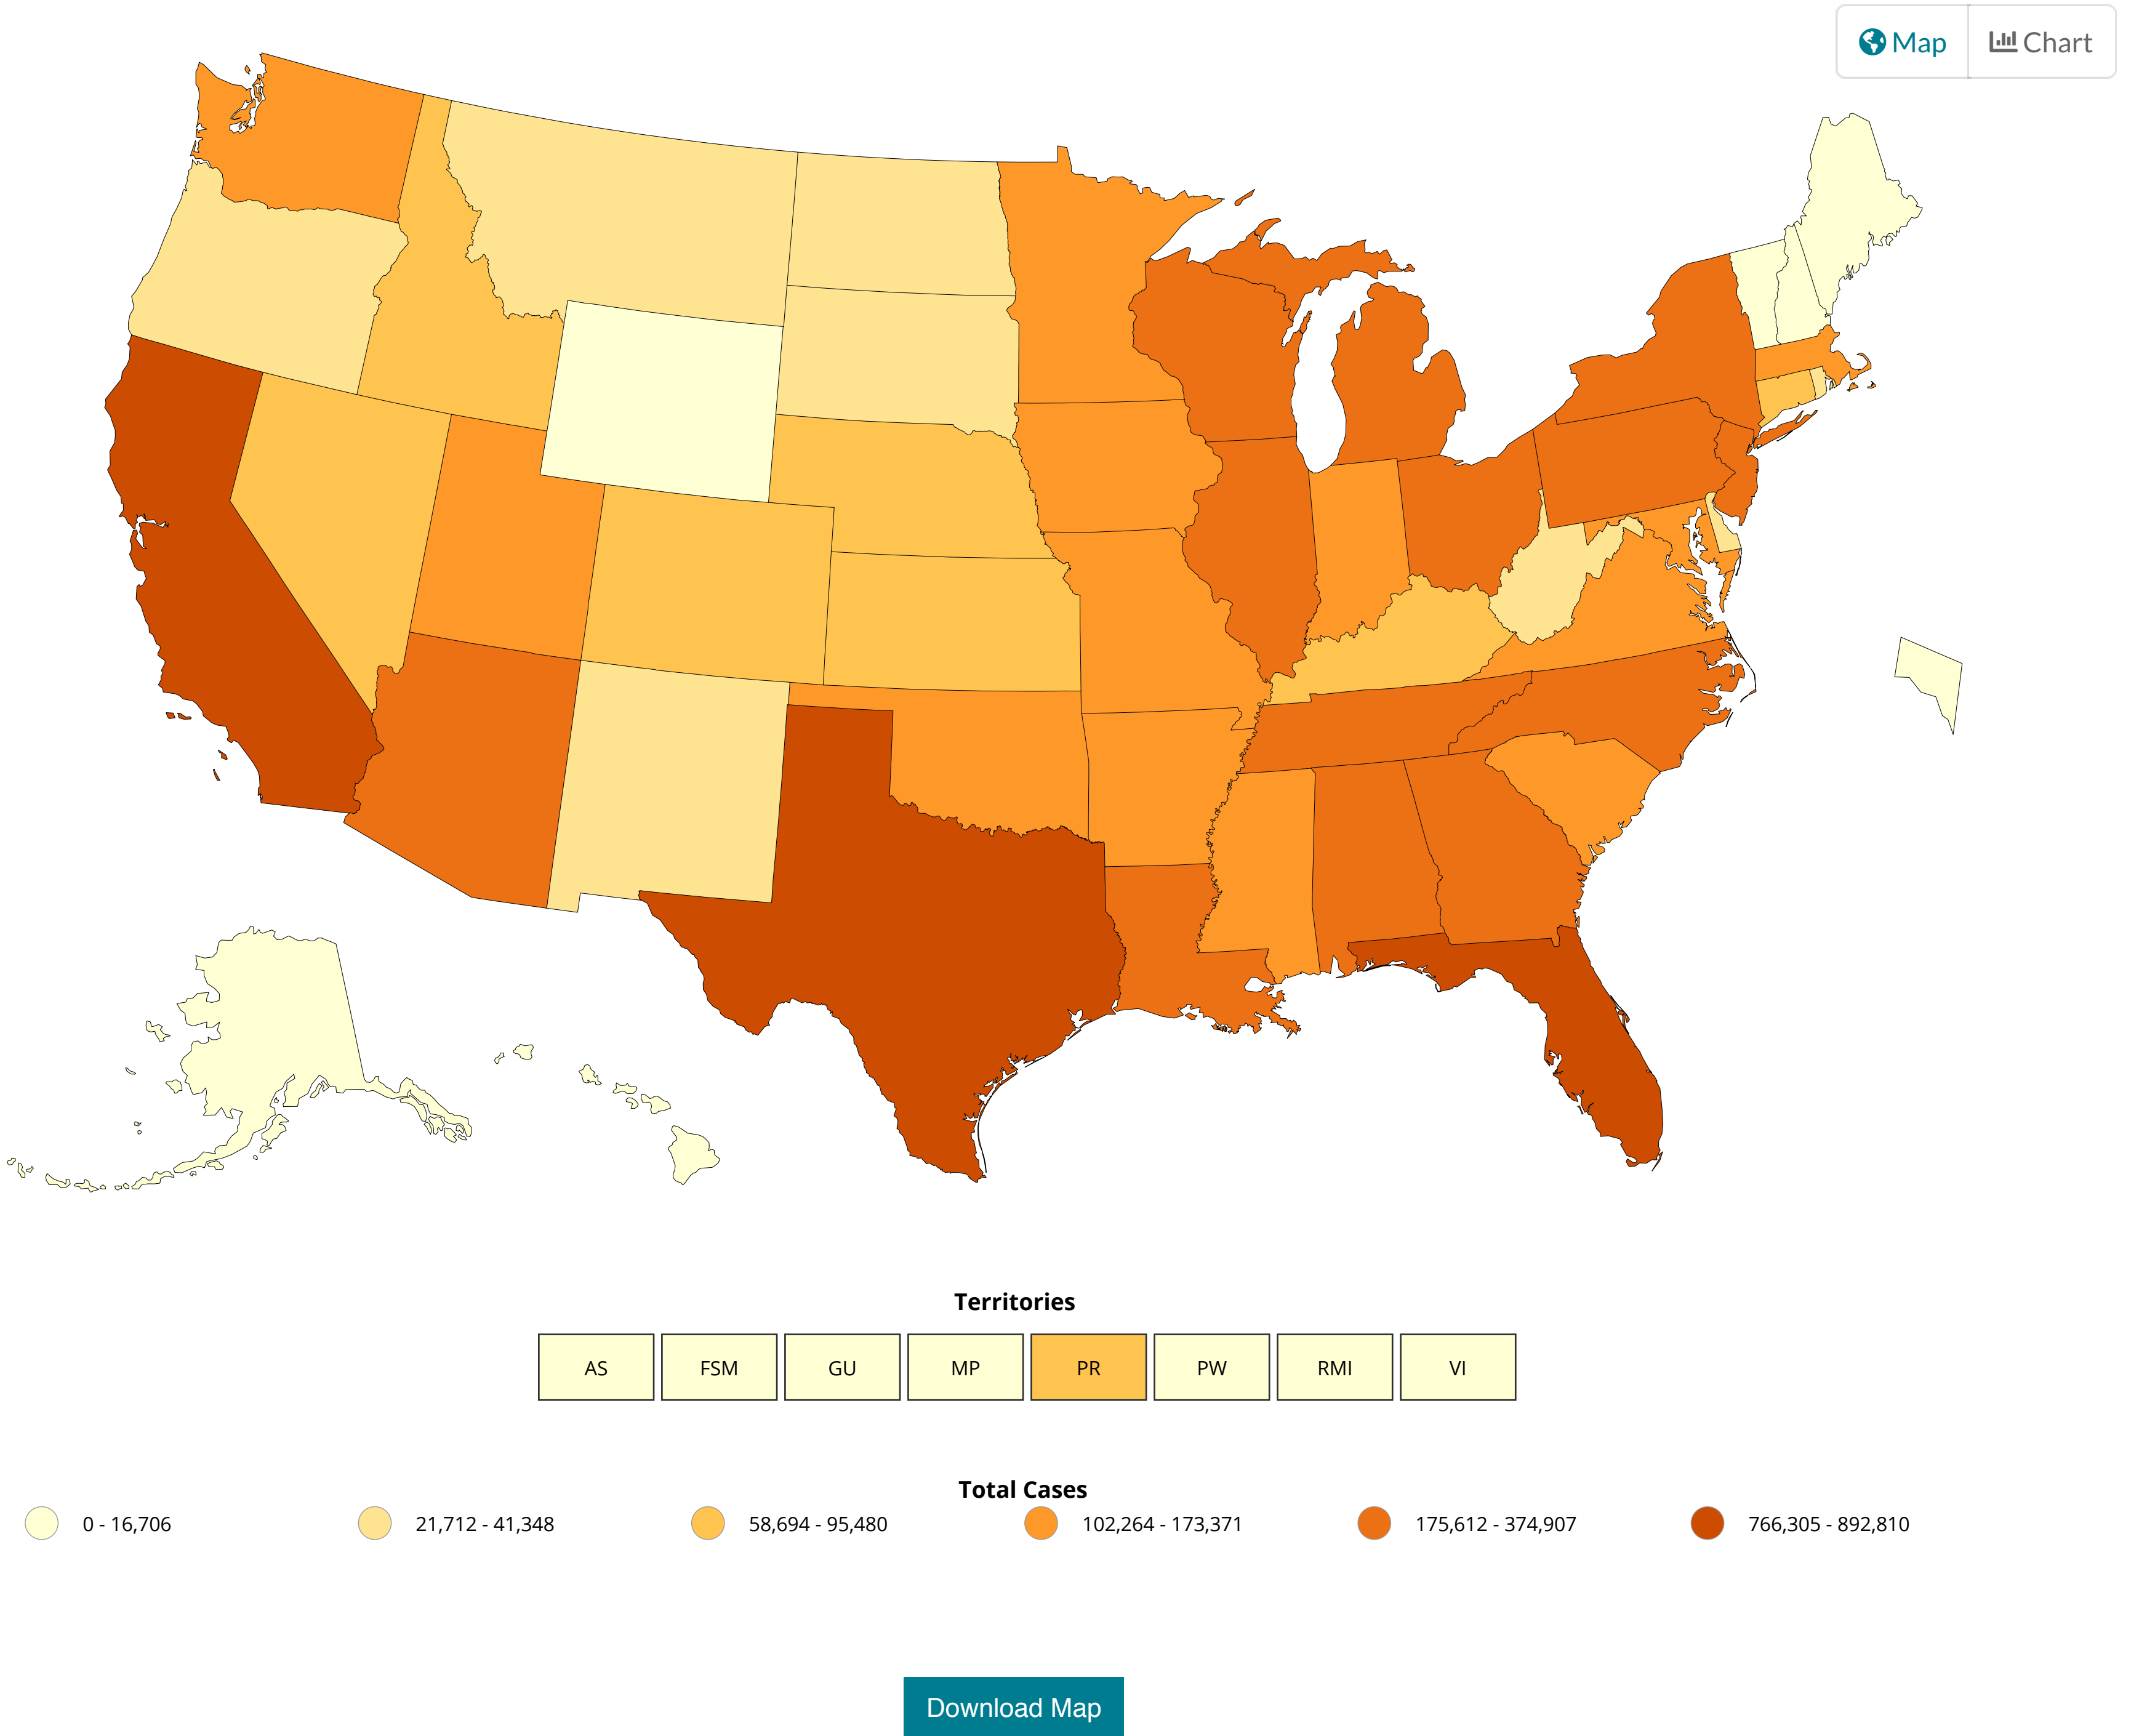 Map Chart
Territories
AS FSM GU MP PR PW RMI VI
Total Cases
0 - 16,706 21,712 - 41,348 58,694 - 95,480 102,264 - 173,371 175,612 - 374,907 766,305 - 892,810
Download Map